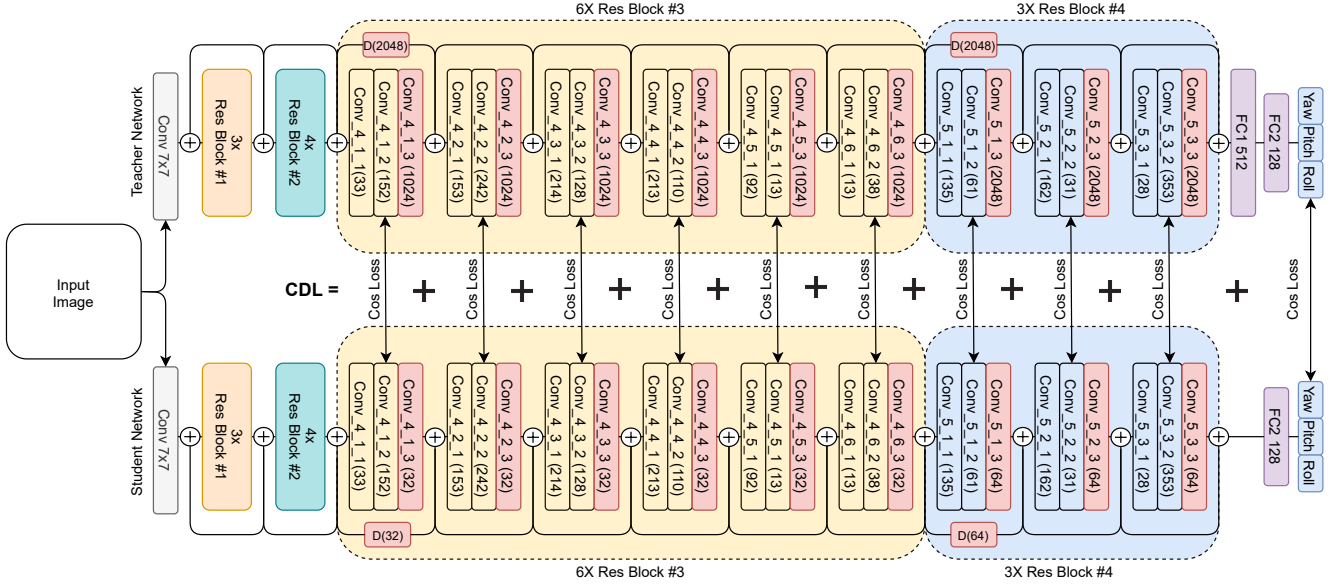 6X Res Block #3
3X Res Block #4
Teacher Network
Conv 7x7
3x
Res Block #1
4x
Res Block #2
D(2048)
Conv_4_1_1(33)
Conv_4_1_2 (152)
Conv_4_1_3(1024)
Conv_4_2_1 (153)
Conv_4_2_2 (242)
Conv_4_2_3(1024)
Conv_4_3_1 (214)
Conv_4_3_2 (128)
Conv_4_3_3(1024)
Conv_4_4_1 (213)
Conv_4_4_2 (110)
Conv_4_4_3(1024)
Conv_4_5_1 (92)
Conv_4_5_1 (13)
Conv_4_5_3(1024)
Conv_4_6_1 (13)
Conv_4_6_2 (38)
Conv_4_6_3(1024)
D(2048)
Conv_5_1_1 (135)
Conv_5_1_2 (61)
Conv_5_1_3(2048)
Conv_5_2_1 (162)
Conv_5_2_2 (31)
Conv_5_2_3(2048)
Conv_5_3_1 (28)
Conv_5_3_2 (353)
Conv_5_3_3(2048)
FC1 512
FC2 128
Yaw
Pitch
Roll
Input
Image
CDL =
Cos Loss
+
Cos Loss
+
Cos Loss
+
Cos Loss
+
Cos Loss
+
Cos Loss
+
Cos Loss
+
Cos Loss
+
Cos Loss
+
Cos Loss
Student Network
Conv 7x7
3x
Res Block #1
4x
Res Block #2
Conv_4_1_1(33)
Conv_4_1_2 (152)
Conv_4_1_3 (32)
Conv_4_2_1 (153)
Conv_4_2_2 (242)
Conv_4_2_3 (32)
Conv_4_3_1 (214)
Conv_4_3_2 (128)
Conv_4_3_3 (32)
Conv_4_4_1 (213)
Conv_4_4_2 (110)
Conv_4_4_3 (32)
Conv_4_5_1 (92)
Conv_4_5_1 (13)
Conv_4_5_3 (32)
Conv_4_6_1 (13)
Conv_4_6_2 (38)
Conv_4_6_3 (32)
Conv_5_1_1 (135)
Conv_5_1_2 (61)
Conv_5_1_3 (64)
Conv_5_2_1 (162)
Conv_5_2_2 (31)
Conv_5_2_3 (64)
Conv_5_3_1 (28)
Conv_5_3_2 (353)
Conv_5_3_3 (64)
FC2 128
Yaw
Pitch
Roll
D(32)
D(64)
6X Res Block #3
3X Res Block #4